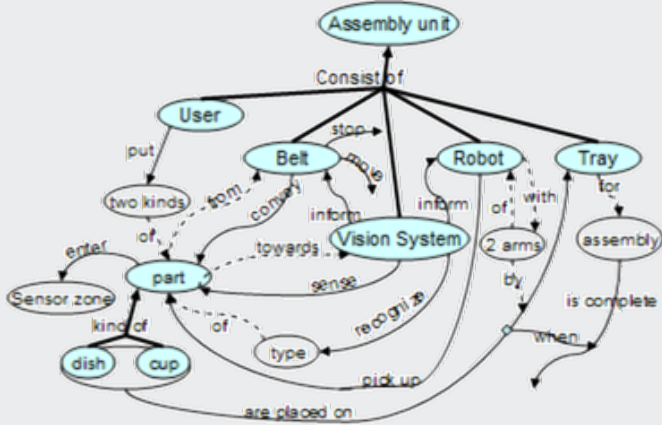 Assembly unit
Consist of
User
stop
put
Belt
move
Robot
Tray
two kinds
from
convey
inform
inform
of
with
for
of
enter
towards
Vision System
2 arms
assembly
part
sense
by
Sensor zone
is complete
kind of
of
recognize
type
when
dish
cup
pick up
are placed on